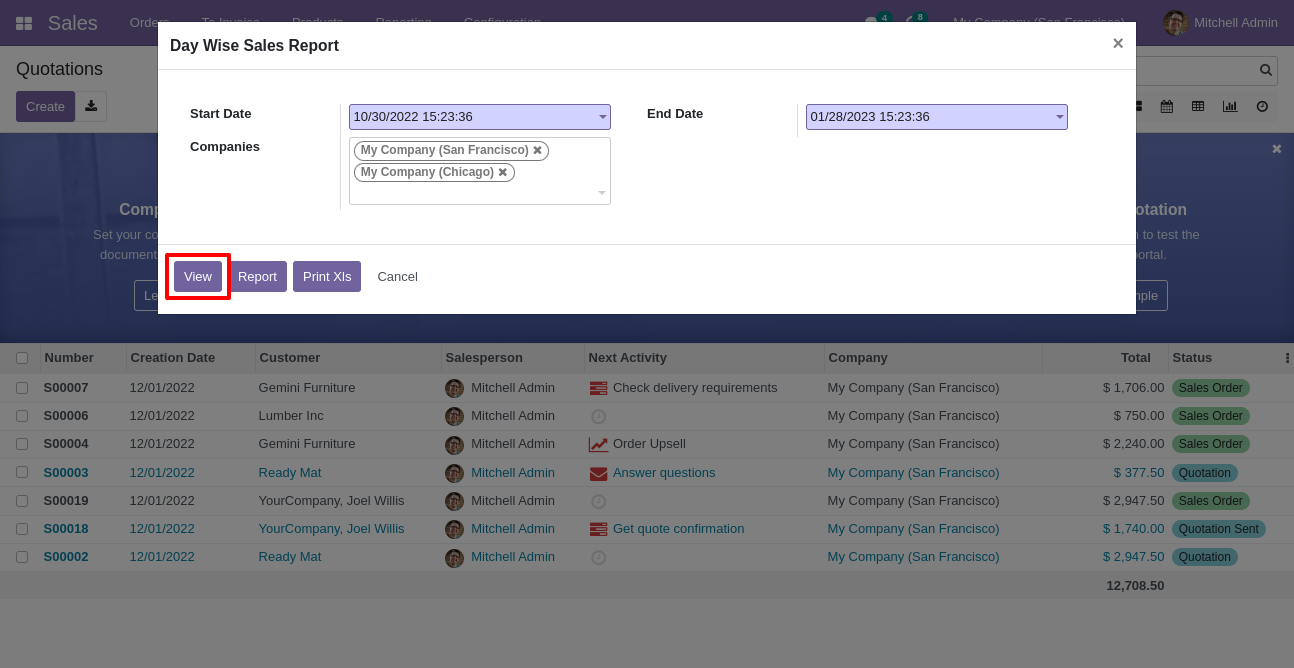 Sales Orders To Invoice Products Reporting Configuration 4 8 My Company (San Francisco) Mitchell Admin
Day Wise Sales Report ×
Quotations
Create
Start Date 10/30/2022 15:23:36 End Date 01/28/2023 15:23:36
Companies My Company (San Francisco) ✖
My Company (Chicago) ✖
Comp otation
Set your co n to test the
document ortal.
View Report Print Xls Cancel
Le mple
Number Creation Date Customer Salesperson Next Activity Company Total Status
S00007 12/01/2022 Gemini Furniture Mitchell Admin Check delivery requirements My Company (San Francisco) $ 1,706.00 Sales Order
S00006 12/01/2022 Lumber Inc Mitchell Admin My Company (San Francisco) $ 750.00 Sales Order
S00004 12/01/2022 Gemini Furniture Mitchell Admin Order Upsell My Company (San Francisco) $ 2,240.00 Sales Order
S00003 12/01/2022 Ready Mat Mitchell Admin Answer questions My Company (San Francisco) $ 377.50 Quotation
S00019 12/01/2022 YourCompany, Joel Willis Mitchell Admin My Company (San Francisco) $ 2,947.50 Sales Order
S00018 12/01/2022 YourCompany, Joel Willis Mitchell Admin Get quote confirmation My Company (San Francisco) $ 1,740.00 Quotation Sent
S00002 12/01/2022 Ready Mat Mitchell Admin My Company (San Francisco) $ 2,947.50 Quotation
12,708.50